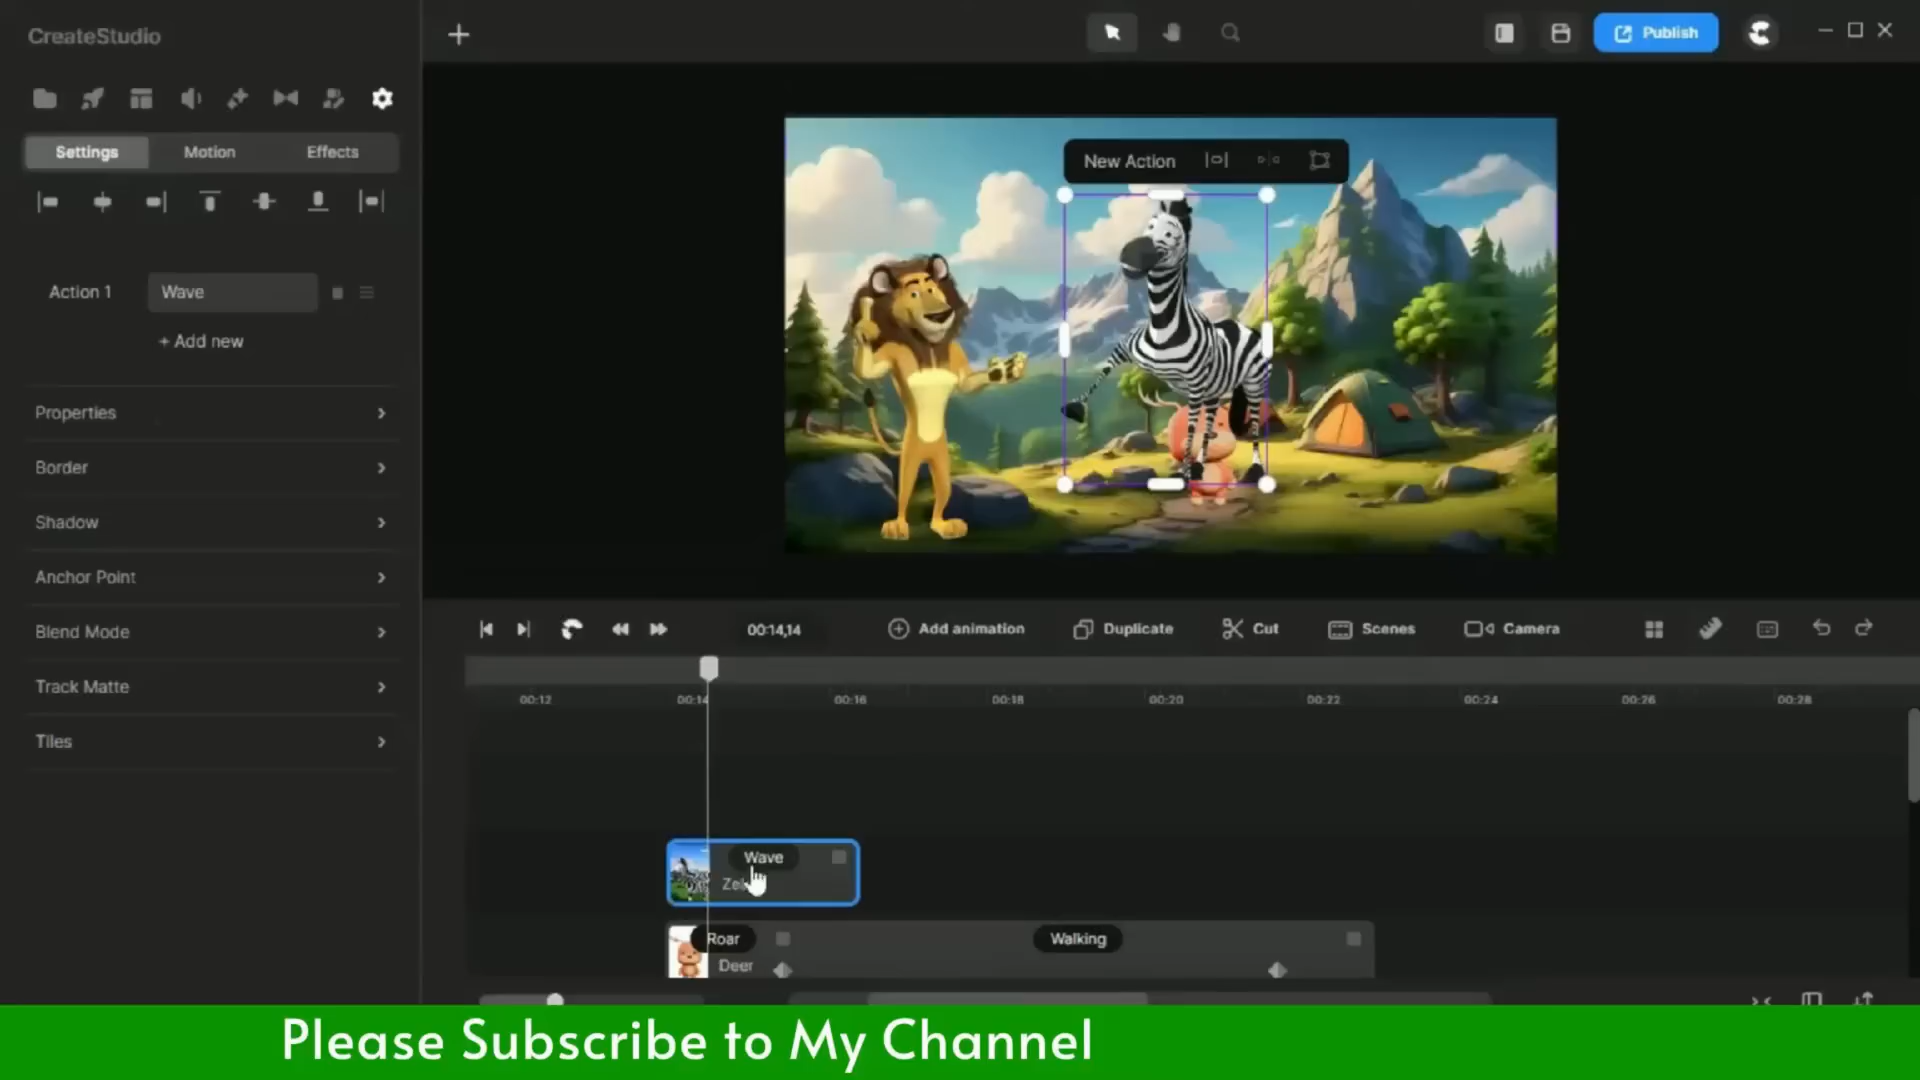 CreateStudio
Publish
Settings Motion Effects
New Action
Action 1 Wave
+ Add new
Properties
Border
Shadow
Anchor Point
Blend Mode
Track Matte
Tiles
00:14,14 Add animation Duplicate Cut Scenes Camera
00:12 00:14 00:16 00:18 00:20 00:22 00:24 00:26 00:28
Wave
Roar Walking
Deer
Please Subscribe to My Channel